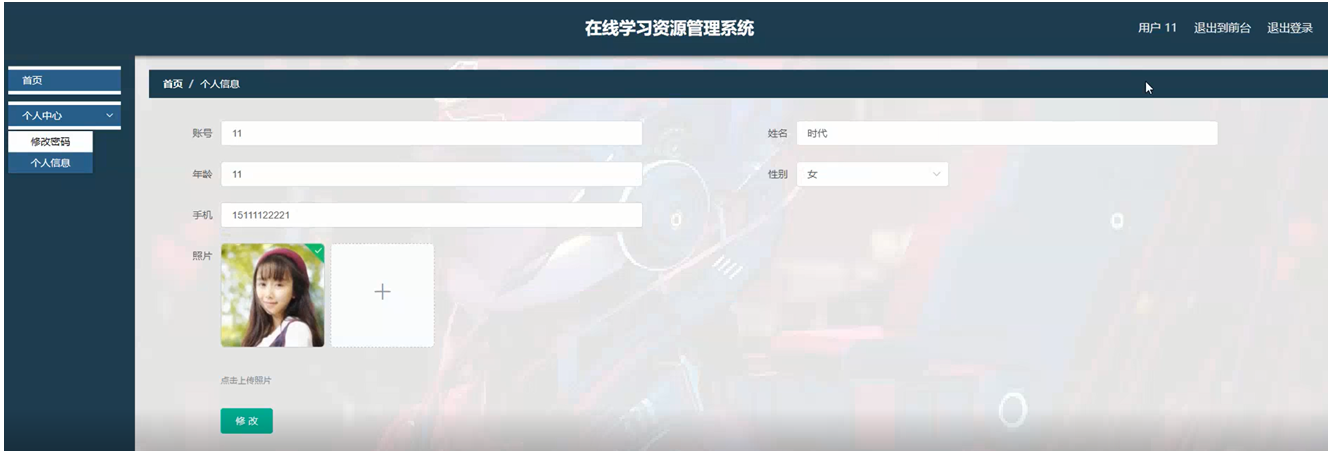 在线学习资源管理系统
用户 11 退出到前台 退出登录
首页
个人中心
修改密码
个人信息
首页 / 个人信息
账号 11
姓名 时代
年龄 11
性别 女
手机 15111122221
照片
点击上传照片
修改